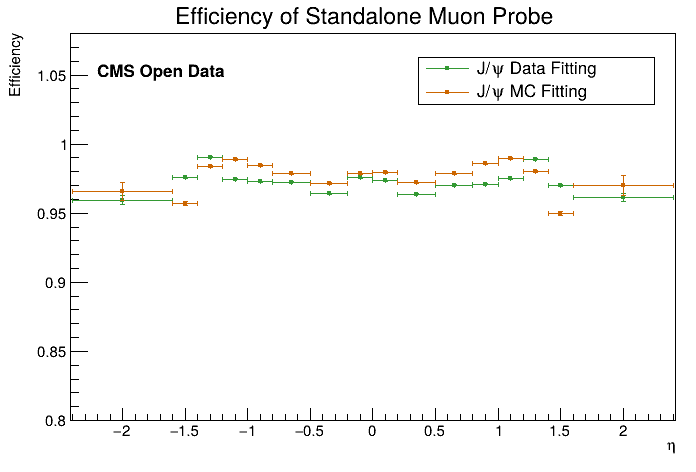 Efficiency of Standalone Muon Probe
Efficiency
CMS Open Data
J/ψ Data Fitting
J/ψ MC Fitting
1.05
1
0.95
0.9
0.85
0.8
−2 −1.5 −1 −0.5 0 0.5 1 1.5 2
η